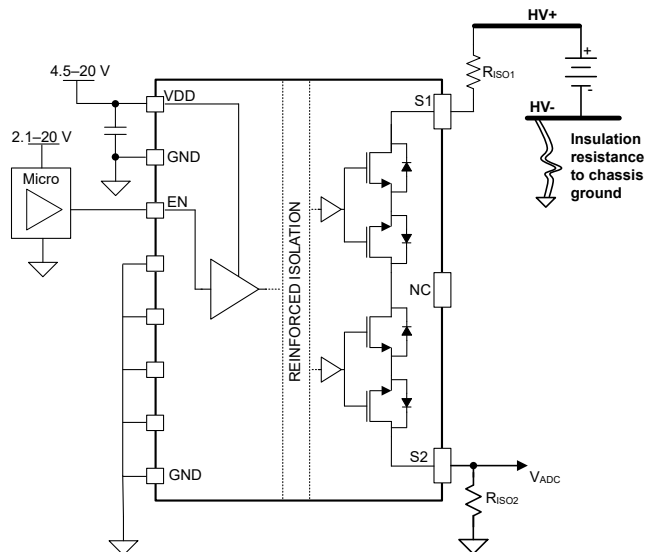 HV+
4.5–20 V
VDD
S1
RISO1
+
-
HV-
2.1–20 V
GND
Insulation
resistance
to chassis
ground
Micro
EN
REINFORCED ISOLATION
NC
GND
S2
VADC
RISO2